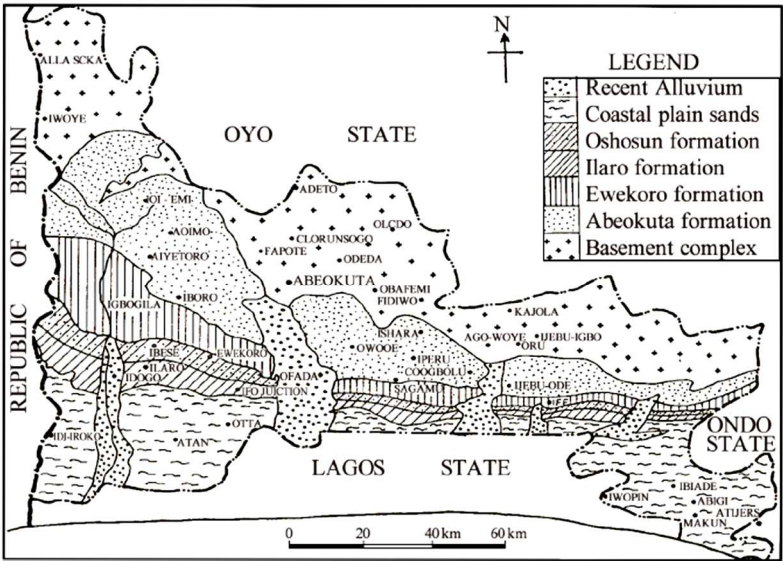 N
LEGEND
Recent Alluvium
Coastal plain sands
Oshosun formation
Ilaro formation
Ewekoro formation
Abeokuta formation
Basement complex
ALLA SCKA
IWOYE
OYO STATE
REPUBLIC OF BENIN
ADETO
IOI EMI
OLCDO
AOIMO
CLORUNSOGO
FAPOTE
ODEDA
AIYETORO
ABEOKUTA
OBAFEMI
FIDIWO
IGBOGILA
IBORO
KAJOLA
ISHARA
AGO-WOYE
IJEBU-IGBO
ORU
OWOOE
IBESE
EWEKORO
IPERU
COOGBOLU
ILARO
OFADA
IDOGO
IFO JUICTION
SAGAMU
IJEBU-ODE
OTTA
IDI-IROKO
ATAN
ONDO
STATE
LAGOS STATE
IBIADE
IWOPIN
ABIGI
ATIJERS
MAKUN
0 20 40 km 60 km